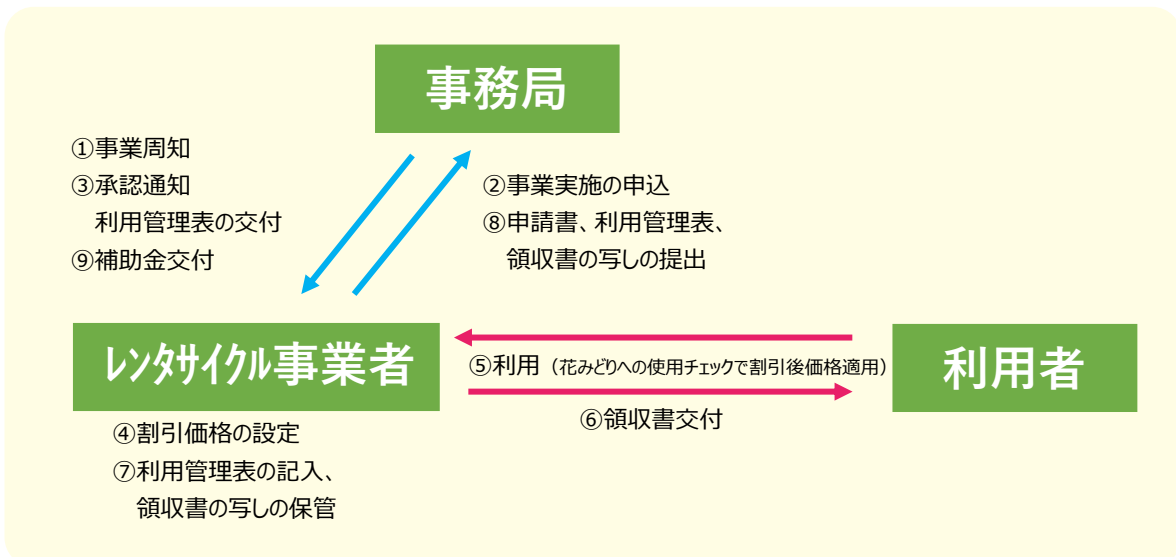 事務局
①事業周知
③承認通知
利用管理表の交付
⑨補助金交付
②事業実施の申込
⑧申請書、利用管理表、
領収書の写しの提出
レンタサイクル事業者
⑤利用（花みどりへの使用チェックで割引後価格適用）
⑥領収書交付
利用者
④割引価格の設定
⑦利用管理表の記入、
領収書の写しの保管